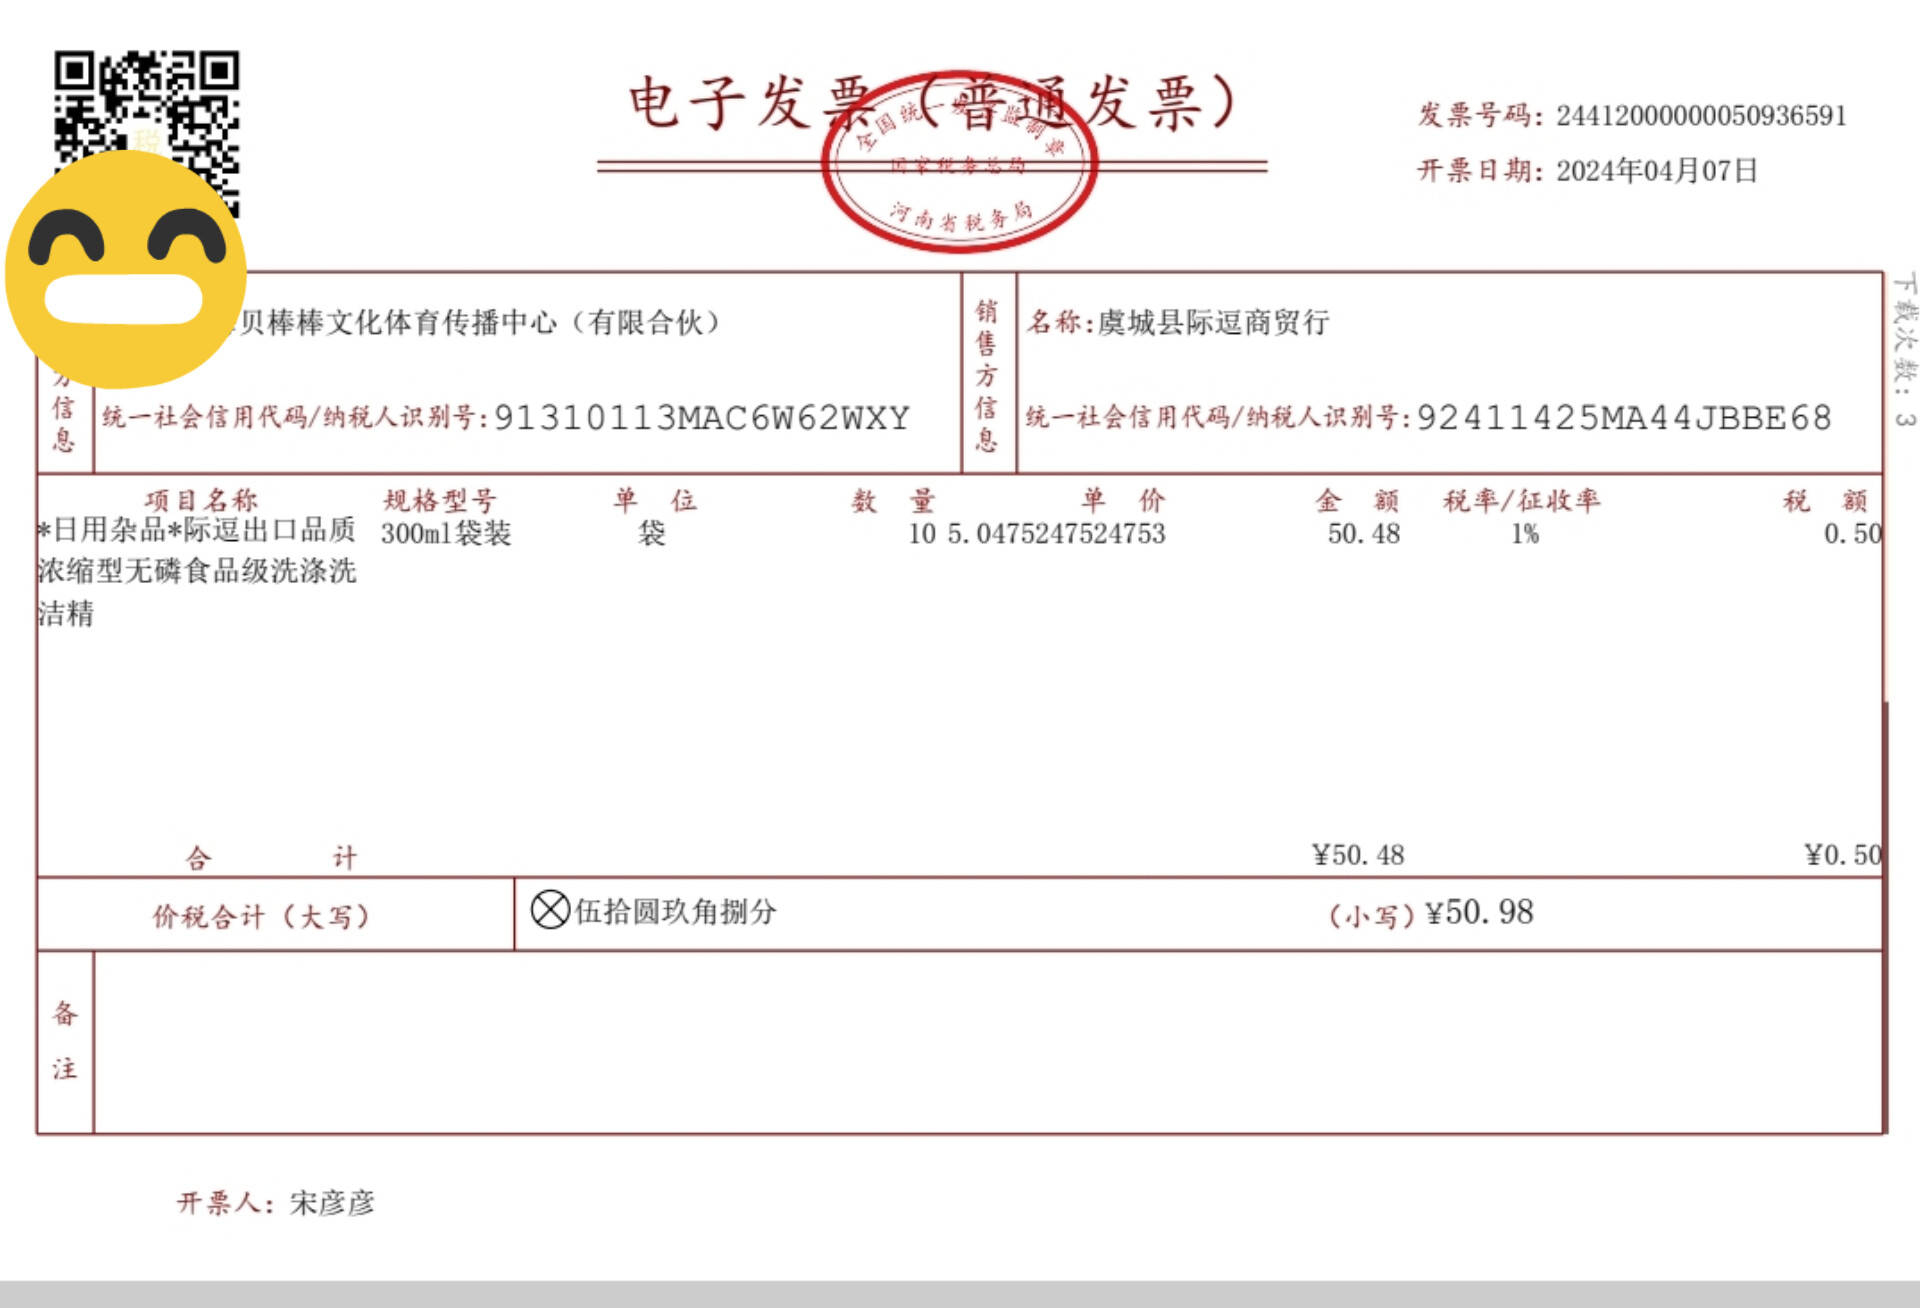 税
电子发票（普通发票）
全国统一发票监制章
国家税务总局
河南省税务局
发票号码：24412000000050936591
开票日期：2024年04月07日
下载次数：3
贝棒棒文化体育传播中心（有限合伙）
方信息
统一社会信用代码/纳税人识别号：91310113MAC6W62WXY
销售方信息
名称：虞城县际逗商贸行
统一社会信用代码/纳税人识别号：92411425MA44JBBE68
项目名称 规格型号 单位 数量 单价 金额 税率/征收率 税额
*日用杂品*际逗出口品质 300ml袋装 袋 10 5.0475247524753 50.48 1% 0.50
浓缩型无磷食品级洗涤洗
洁精
合计 ¥50.48 ¥0.50
价税合计（大写） 伍拾圆玖角捌分 （小写）¥50.98
备注
开票人：宋彦彦